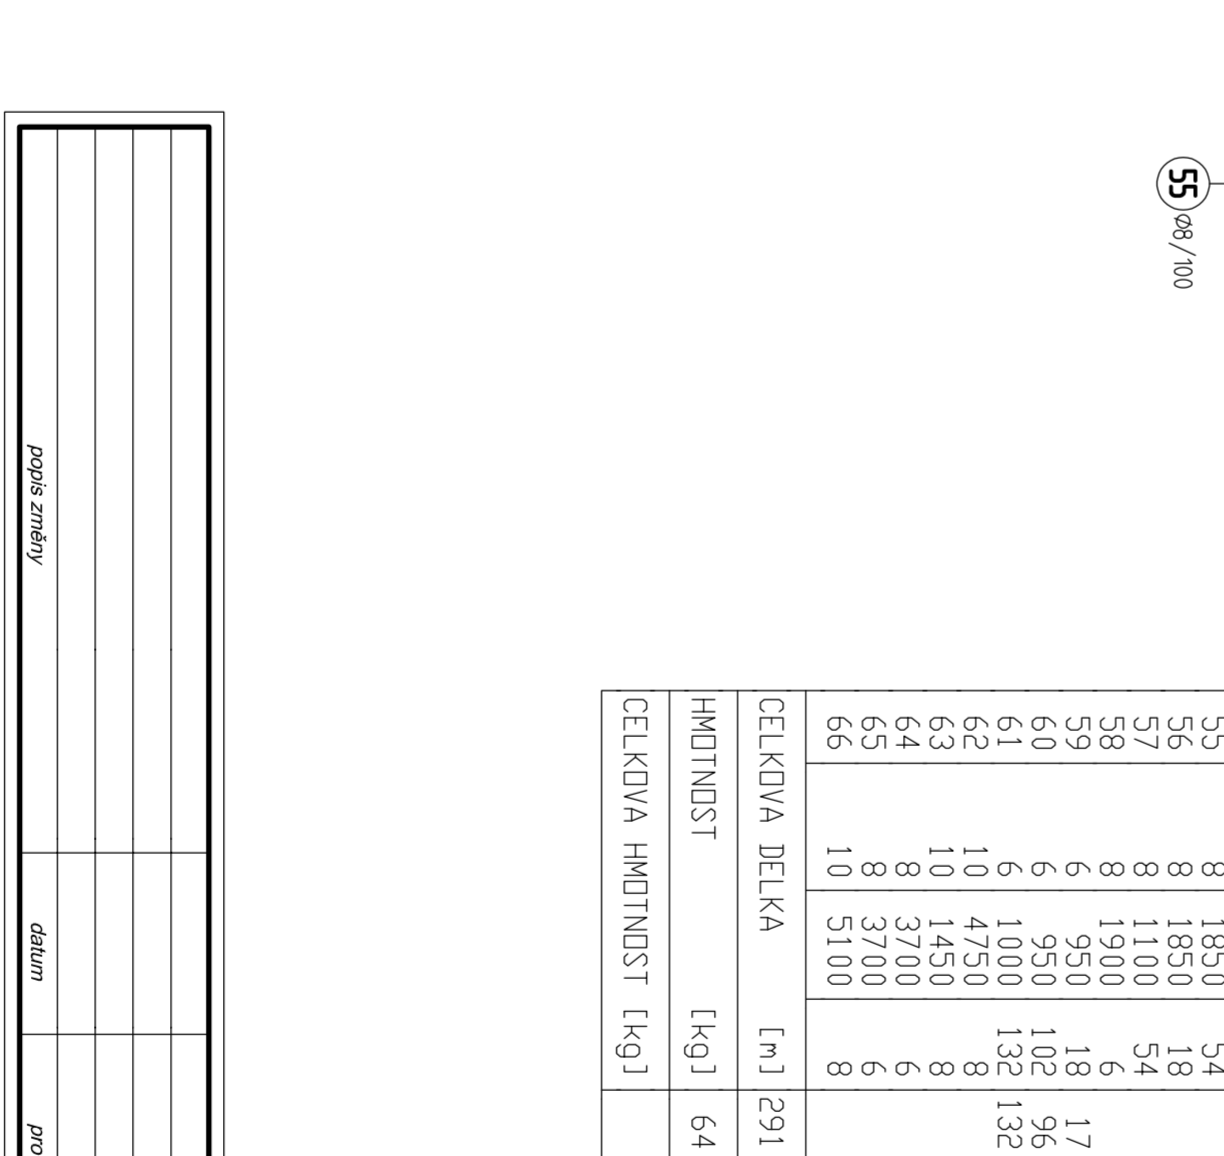 55 Ø8/100
55 8 1850 54
56 8 1850 18
57 8 1100 54
58 8 1900 6
59 6 950 18 17
60 6 950 102 96
61 6 1000 132 132
62 10 4750 8
63 10 1450 8
64 8 3700 6
65 8 3700 6
66 10 5100 8
CELKOVA DELKA [m] 291
HMOTNOST [kg] 64
CELKOVA HMOTNOST [kg]
popis změny datum pro